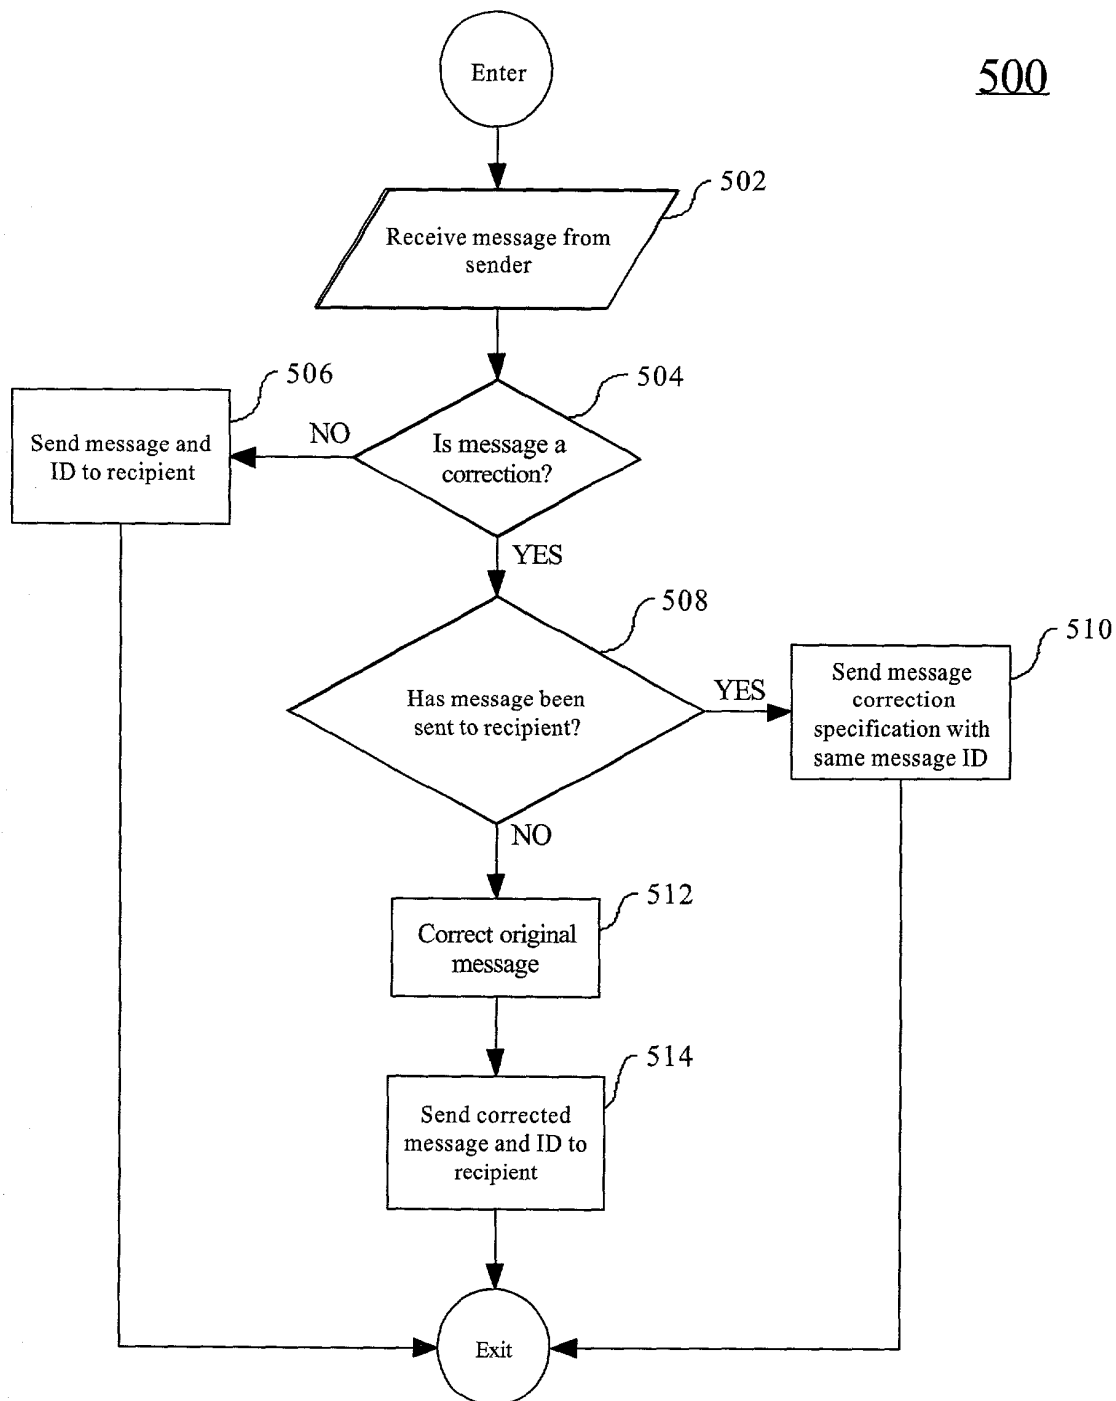 Enter
500
502
Receive message from
sender
506
504
Send message and
ID to recipient
NO
Is message a
correction?
YES
508
510
Has message been
sent to recipient?
YES
Send message
correction
specification with
same message ID
NO
512
Correct original
message
514
Send corrected
message and ID to
recipient
Exit